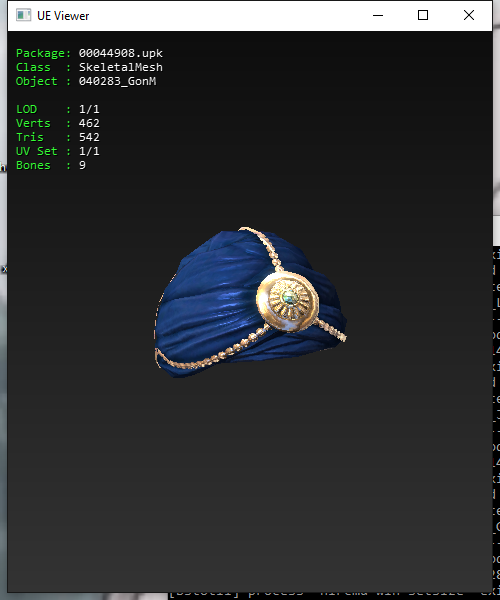 UE Viewer
Package: 00044908.upk
Class : SkeletalMesh
Object : 040283_GonM
LOD : 1/1
Verts : 462
Tris : 542
UV Set : 1/1
Bones : 9